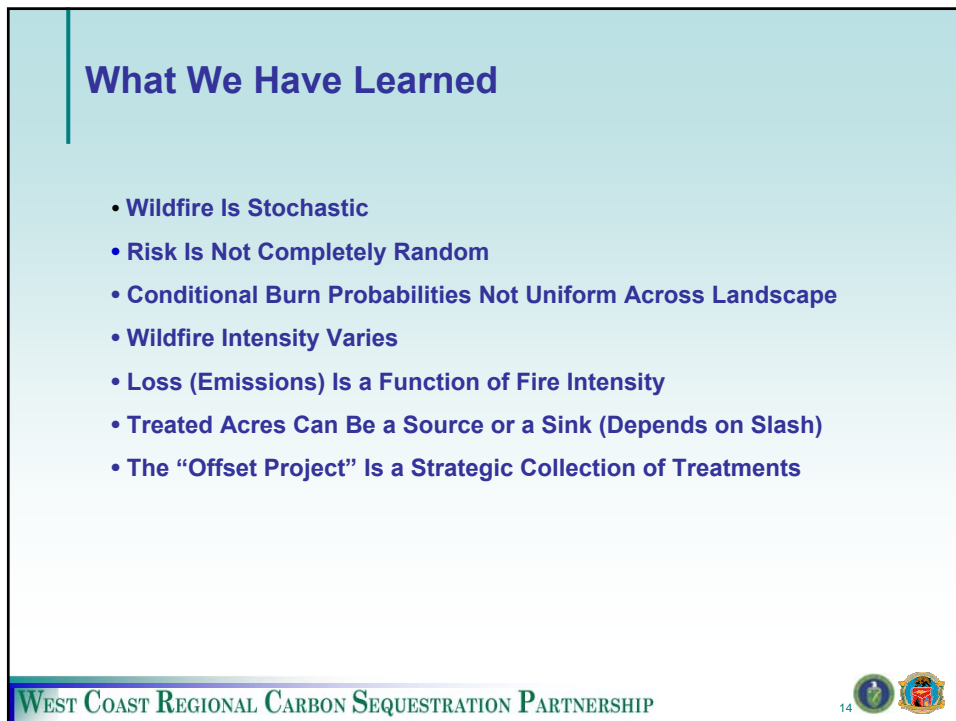 What We Have Learned
• Wildfire Is Stochastic
• Risk Is Not Completely Random
• Conditional Burn Probabilities Not Uniform Across Landscape
• Wildfire Intensity Varies
• Loss (Emissions) Is a Function of Fire Intensity
• Treated Acres Can Be a Source or a Sink (Depends on Slash)
• The “Offset Project” Is a Strategic Collection of Treatments
WEST COAST REGIONAL CARBON SEQUESTRATION PARTNERSHIP
14